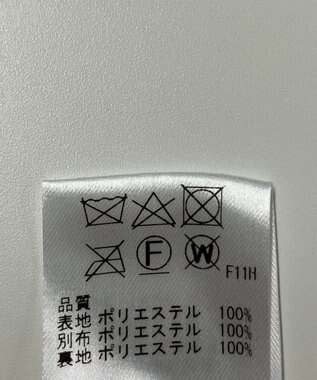 F W F11H
品質
表地 ポリエステル 100%
別布 ポリエステル 100%
裏地 ポリエステル 100%